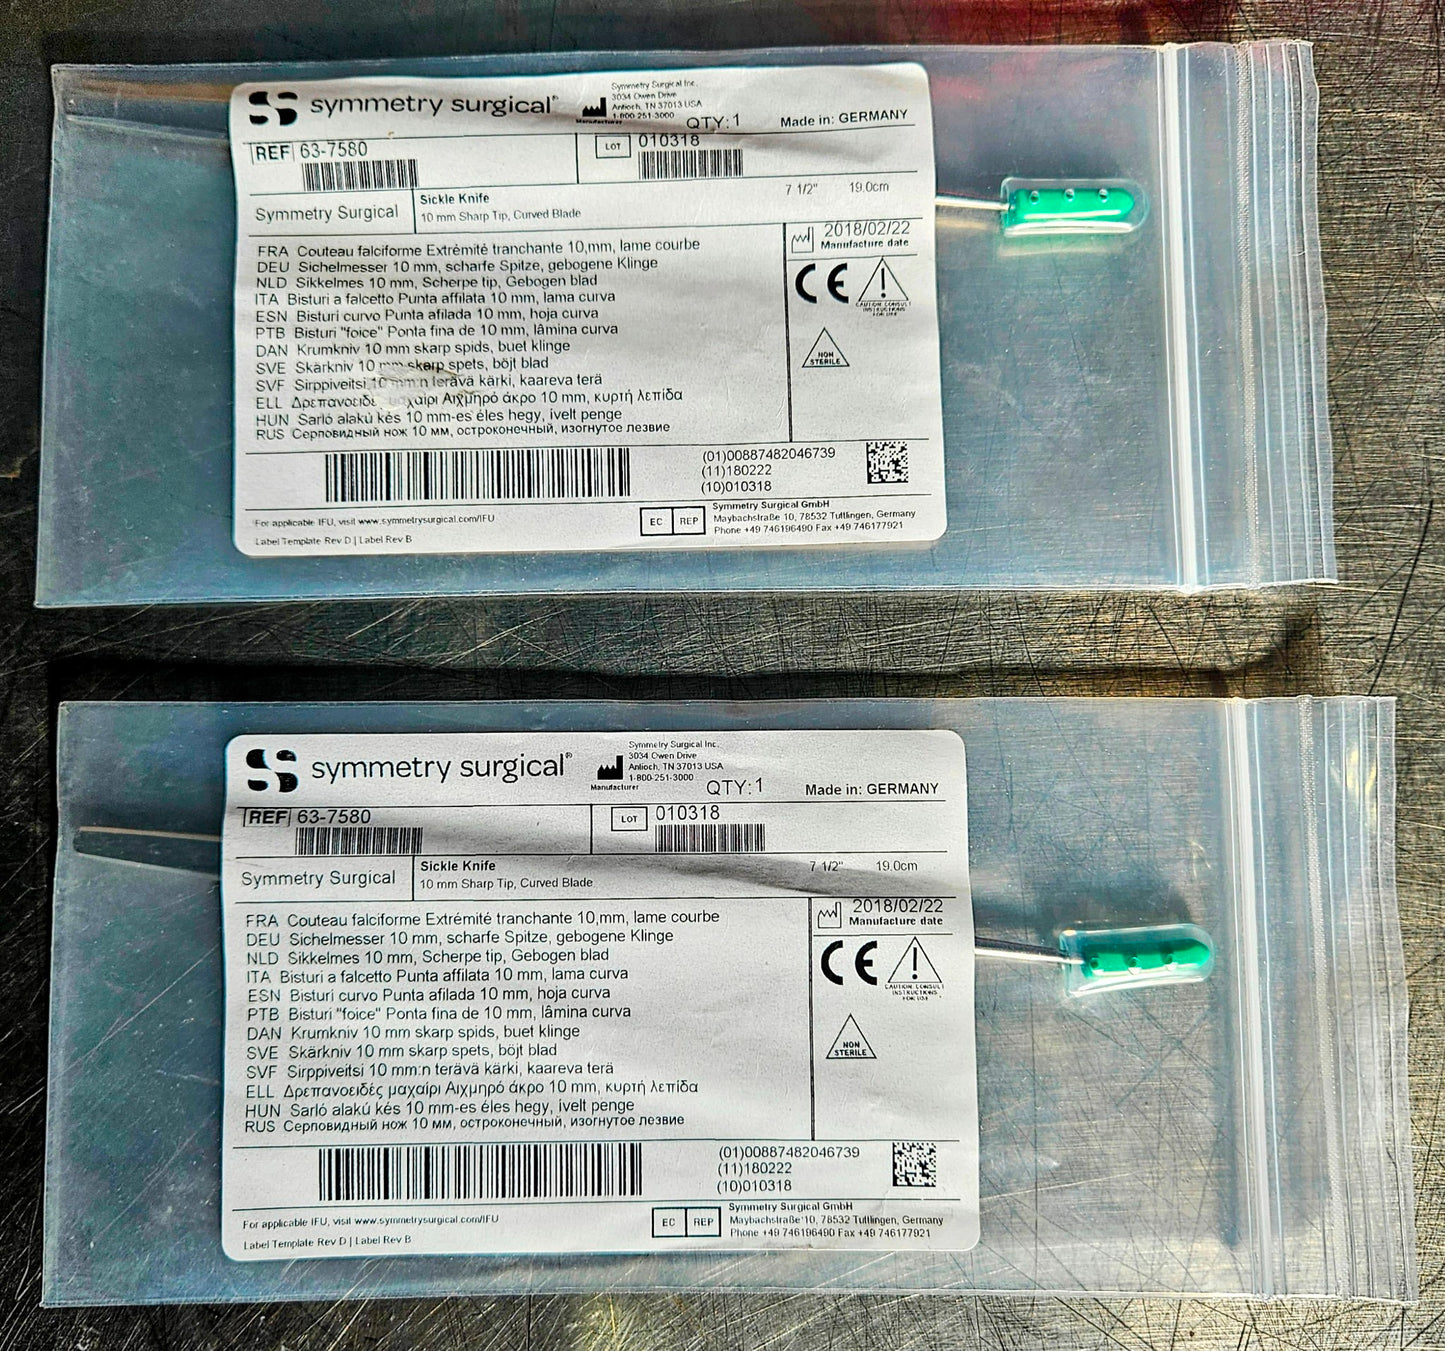 symmetry surgical®
Symmetry Surgical Inc.
3034 Owen Drive
Antioch, TN 37013 USA
1-800-251-3000
Manufacturer
QTY: 1
Made in: GERMANY
REF 63-7580
LOT 010318
Symmetry Surgical
Sickle Knife
7 1/2" 19.0cm
10 mm Sharp Tip, Curved Blade
2018/02/22
Manufacture date
FRA Couteau falciforme Extrémité tranchante 10,mm, lame courbe
DEU Sichelmesser 10 mm, scharfe Spitze, gebogene Klinge
NLD Sikkelmes 10 mm, Scherpe tip, Gebogen blad
ITA Bisturi a falcetto Punta affilata 10 mm, lama curva
ESN Bisturi curvo Punta afilada 10 mm, hoja curva
PTB Bisturi "foice" Ponta fina de 10 mm, lâmina curva
DAN Krumkniv 10 mm skarp spids, buet klinge
SVE Skärkniv 10 mm skarp spets, böjt blad
SVF Sirppiveitsi 10 mm:n terävä kärki, kaareva terä
ELL Δρεπανοειδές μαχαίρι Αιχμηρό άκρο 10 mm, κυρτή λεπίδα
HUN Sarló alakú kés 10 mm-es éles hegy, ívelt penge
RUS Серповидный нож 10 мм, остроконечный, изогнутое лезвие
CE
CAUTION: CONSULT
INSTRUCTIONS
FOR USE
NON
STERILE
(01)00887482046739
(11)180222
(10)010318
For applicable IFU, visit www.symmetrysurgical.com/IFU
Label Template Rev D | Label Rev B
EC REP
Symmetry Surgical GmbH
Maybachstraße 10, 78532 Tuttlingen, Germany
Phone +49 746196490 Fax +49 746177921
symmetry surgical®
Symmetry Surgical Inc.
3034 Owen Drive
Antioch, TN 37013 USA
1-800-251-3000
Manufacturer
QTY: 1
Made in: GERMANY
REF 63-7580
LOT 010318
Symmetry Surgical
Sickle Knife
7 1/2" 19.0cm
10 mm Sharp Tip, Curved Blade
2018/02/22
Manufacture date
FRA Couteau falciforme Extrémité tranchante 10,mm, lame courbe
DEU Sichelmesser 10 mm, scharfe Spitze, gebogene Klinge
NLD Sikkelmes 10 mm, Scherpe tip, Gebogen blad
ITA Bisturi a falcetto Punta affilata 10 mm, lama curva
ESN Bisturi curvo Punta afilada 10 mm, hoja curva
PTB Bisturi "foice" Ponta fina de 10 mm, lâmina curva
DAN Krumkniv 10 mm skarp spids, buet klinge
SVE Skärkniv 10 mm skarp spets, böjt blad
SVF Sirppiveitsi 10 mm:n terävä kärki, kaareva terä
ELL Δρεπανοειδές μαχαίρι Αιχμηρό άκρο 10 mm, κυρτή λεπίδα
HUN Sarló alakú kés 10 mm-es éles hegy, ívelt penge
RUS Серповидный нож 10 мм, остроконечный, изогнутое лезвие
CE
CAUTION: CONSULT
INSTRUCTIONS
FOR USE
NON
STERILE
(01)00887482046739
(11)180222
(10)010318
For applicable IFU, visit www.symmetrysurgical.com/IFU
Label Template Rev D | Label Rev B
EC REP
Symmetry Surgical GmbH
Maybachstraße 10, 78532 Tuttlingen, Germany
Phone +49 746196490 Fax +49 746177921